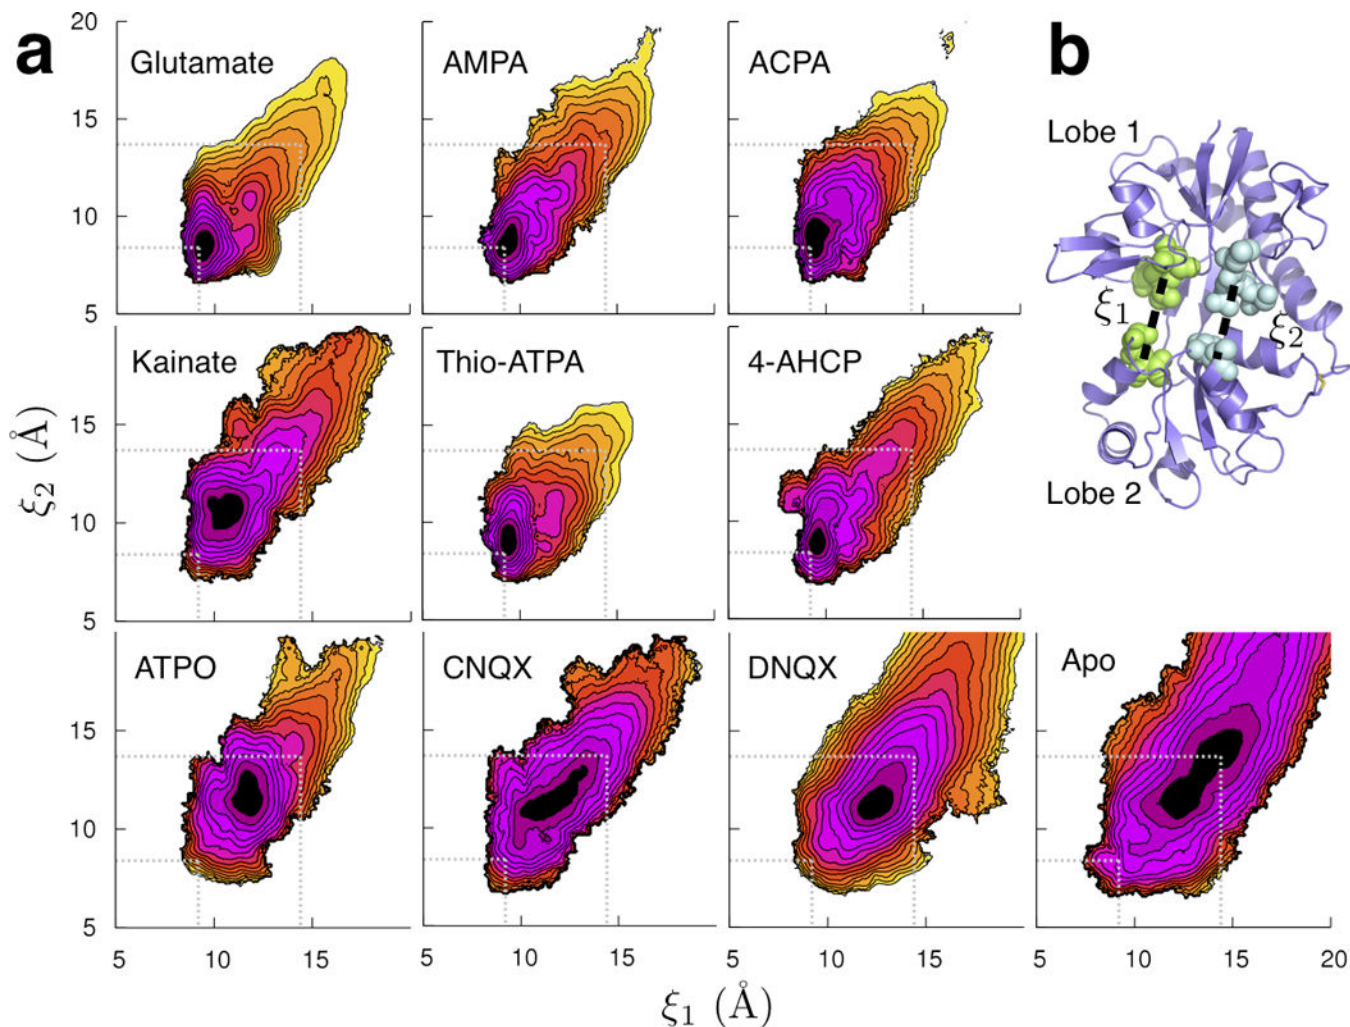 a
b
20
15
10
5
Glutamate
AMPA
ACPA
Lobe 1
ξ1
ξ2
Lobe 2
ξ2 (Å)
15
10
5
Kainate
Thio-ATPA
4-AHCP
15
10
5
ATPO
CNQX
DNQX
Apo
5 10 15 5 10 15 5 10 15 5 10 15 20
ξ1 (Å)